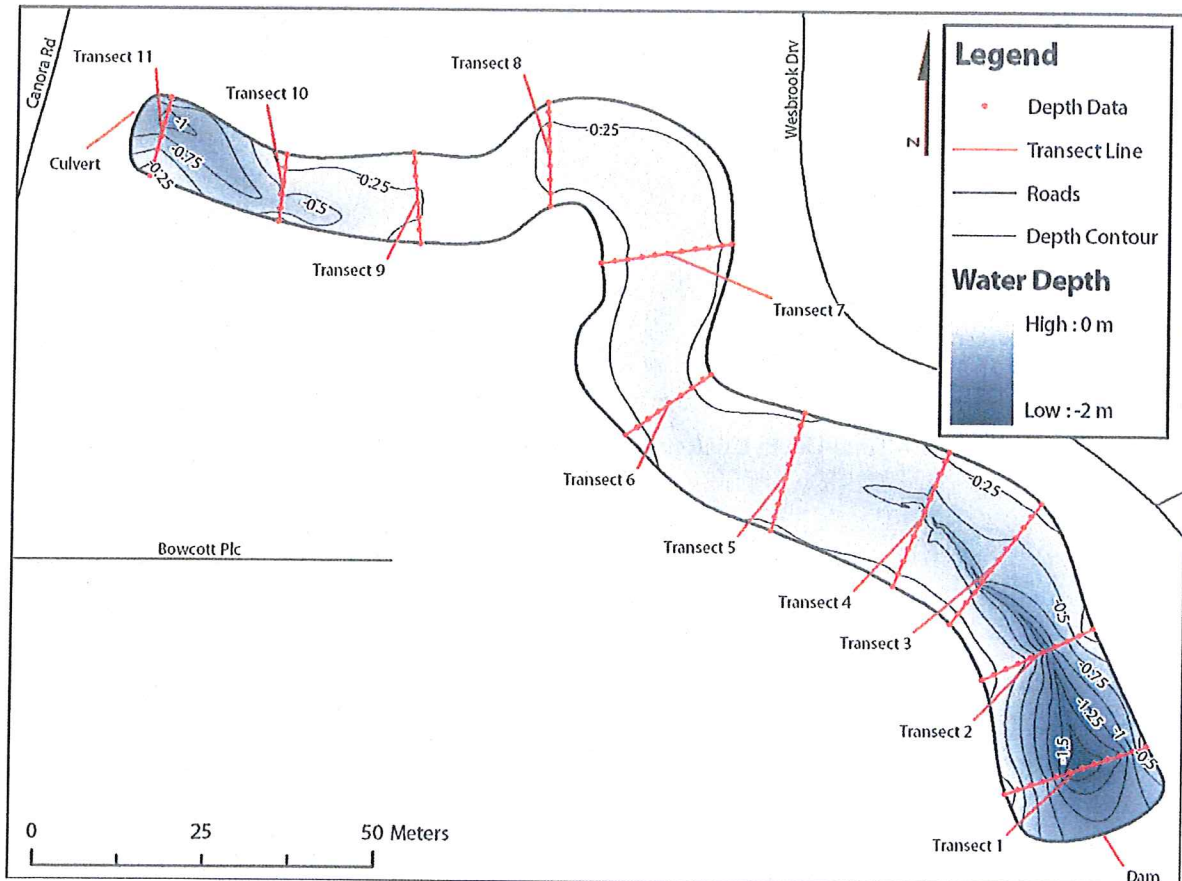 Canora Rd
Transect 11
Transect 10
Transect 8
Wesbrook Drv
Culvert
-1
-0.75
-0.25
-0.25
-0.5
Transect 9
-0.25
Transect 7
N
Legend
Depth Data
Transect Line
Roads
Depth Contour
Water Depth
High : 0 m
Low : -2 m
Transect 6
Transect 5
Transect 4
Transect 3
-0.25
-0.5
Bowcott Plc
Transect 2
-0.75
-1.25
-1
-1.5
-0.5
Transect 1
Dam
0
25
50 Meters